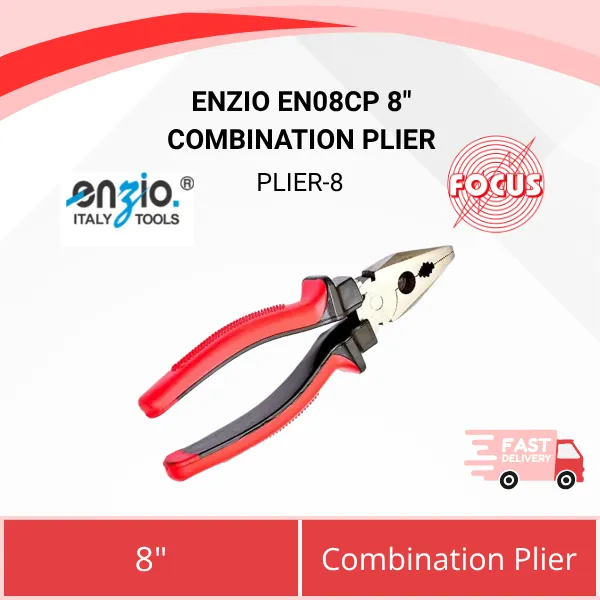 ENZIO EN08CP 8"
COMBINATION PLIER
PLIER-8
enzio.®
ITALY TOOLS
FOCUS
FAST
DELIVERY
8"
Combination Plier